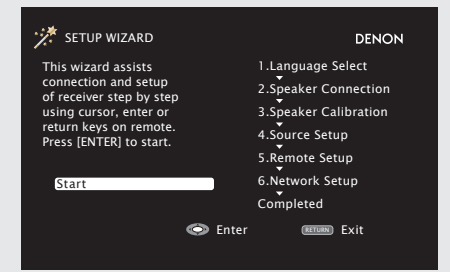 SETUP WIZARD
DENON
This wizard assists
connection and setup
of receiver step by step
using cursor, enter or
return keys on remote.
Press [ENTER] to start.
Start
1.Language Select
2.Speaker Connection
3.Speaker Calibration
4.Source Setup
5.Remote Setup
6.Network Setup
Completed
Enter
RETURN Exit